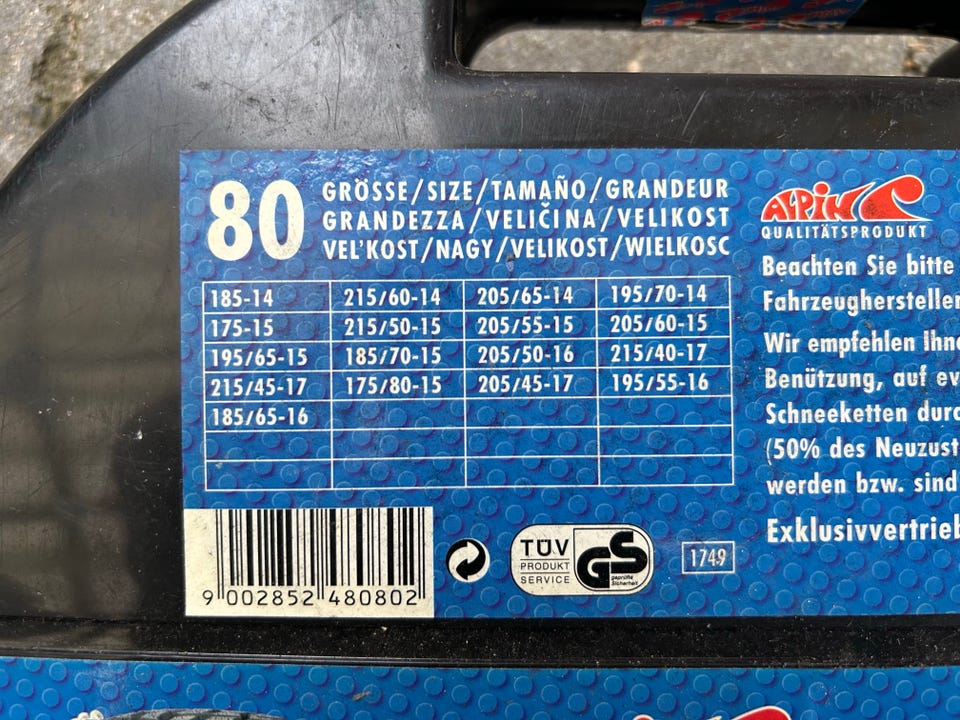 80
GRÖSSE/SIZE/TAMAÑO/GRANDEUR
GRANDEZZA/VELIČINA/VELIKOST
VEL'KOST/NAGY/VELIKOST/WIELKOSC
185-14 215/60-14 205/65-14 195/70-14
175-15 215/50-15 205/55-15 205/60-15
195/65-15 185/70-15 205/50-16 215/40-17
215/45-17 175/80-15 205/45-17 195/55-16
185/65-16
9 002852 480802
TÜV
PRODUKT
SERVICE
GS
geprüfte
Sicherheit
1749
ALPIN
QUALITÄTSPRODUKT
Beachten Sie bitte
Fahrzeughersteller
Wir empfehlen Ihne
Benützung, auf ev
Schneeketten durc
(50% des Neuzust
werden bzw. sind
Exklusivvertrieb